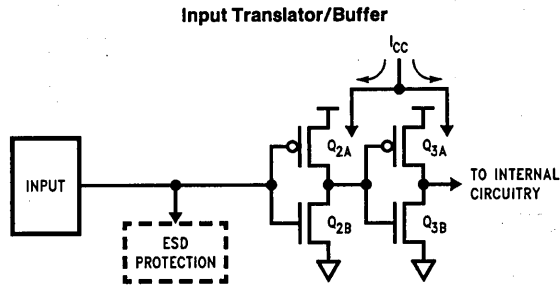 Input Translator/Buffer
ICC
Q2A
Q3A
INPUT
TO INTERNAL
CIRCUITRY
Q2B
Q3B
ESD
PROTECTION